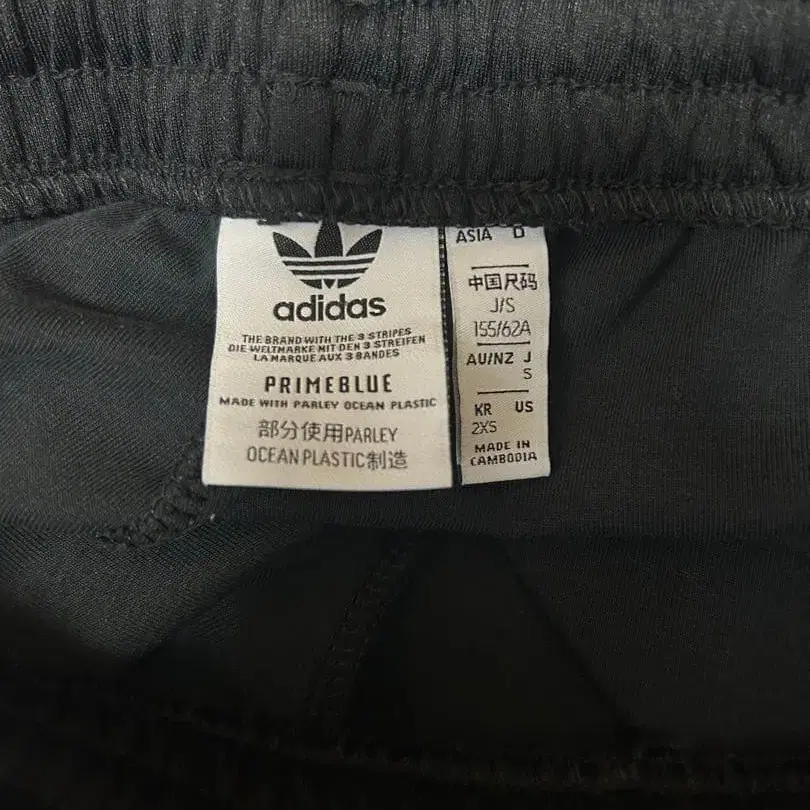 adidas
THE BRAND WITH THE 3 STRIPES
DIE WELTMARKE MIT DEN 3 STREIFEN
LA MARQUE AUX 3 BANDES
PRIMEBLUE
MADE WITH PARLEY OCEAN PLASTIC
部分使用PARLEY
OCEAN PLASTIC制造
ASIA D
中国尺码
J/S
155/62A
AU/NZ J
S
KR US
2XS
MADE IN
CAMBODIA